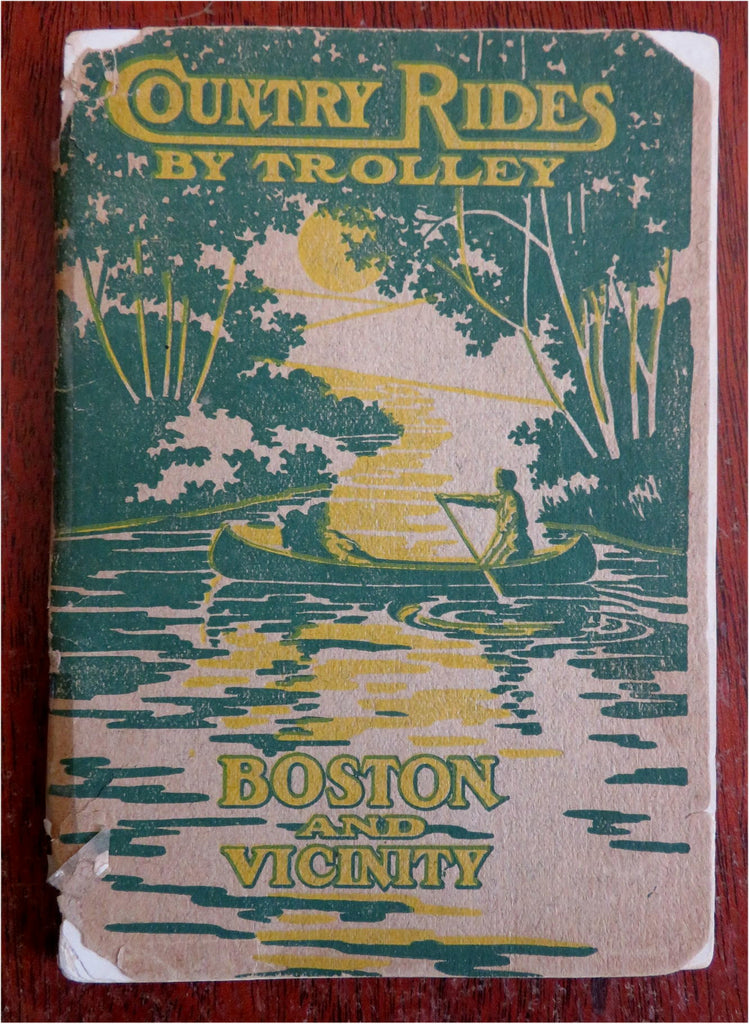 COUNTRY RIDES
BY TROLLEY
BOSTON
AND
VICINITY